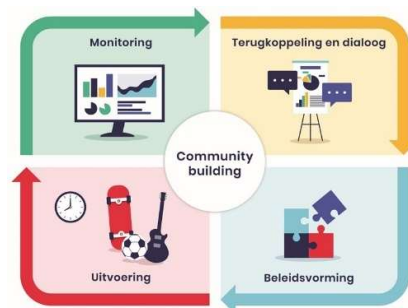 Monitoring
Terugkoppeling en dialoog
Community
building
Uitvoering
Beleidsvorming